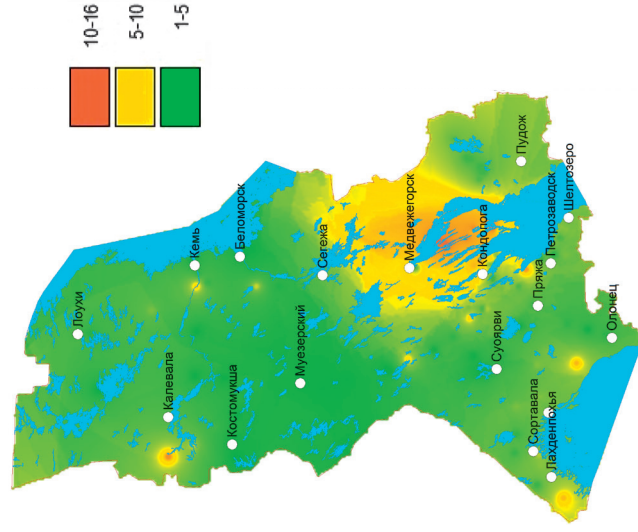 10-16
5-10
1-5
Лоухи
Кемь
Беломорск
Калевала
Костомукша
Муезерский
Сегежа
Медвежегорск
Кондопога
Пудож
Суоярви
Пряжа
Петрозаводск
Шелтозеро
Сортавала
Лахденпохья
Олонец